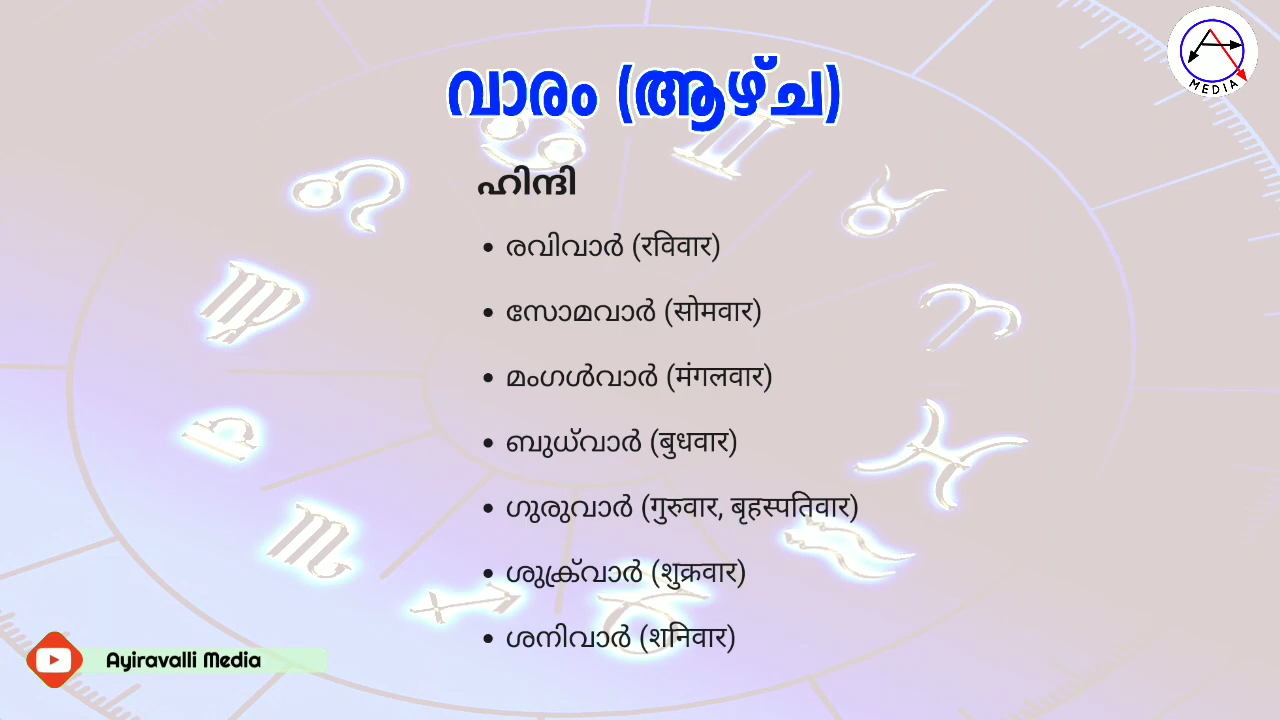 MEDIA
വാരം (ആഴ്ച)
ഹിന്ദി
• രവിവാർ (रविवार)
• സോമവാർ (सोमवार)
• മംഗൾവാർ (मंगलवार)
• ബുധ്‌വാർ (बुधवार)
• ഗുരുവാർ (गुरुवार, बृहस्पतिवार)
• ശുക്ര്‌വാർ (शुक्रवार)
• ശനിവാർ (शनिवार)
Ayiravalli Media